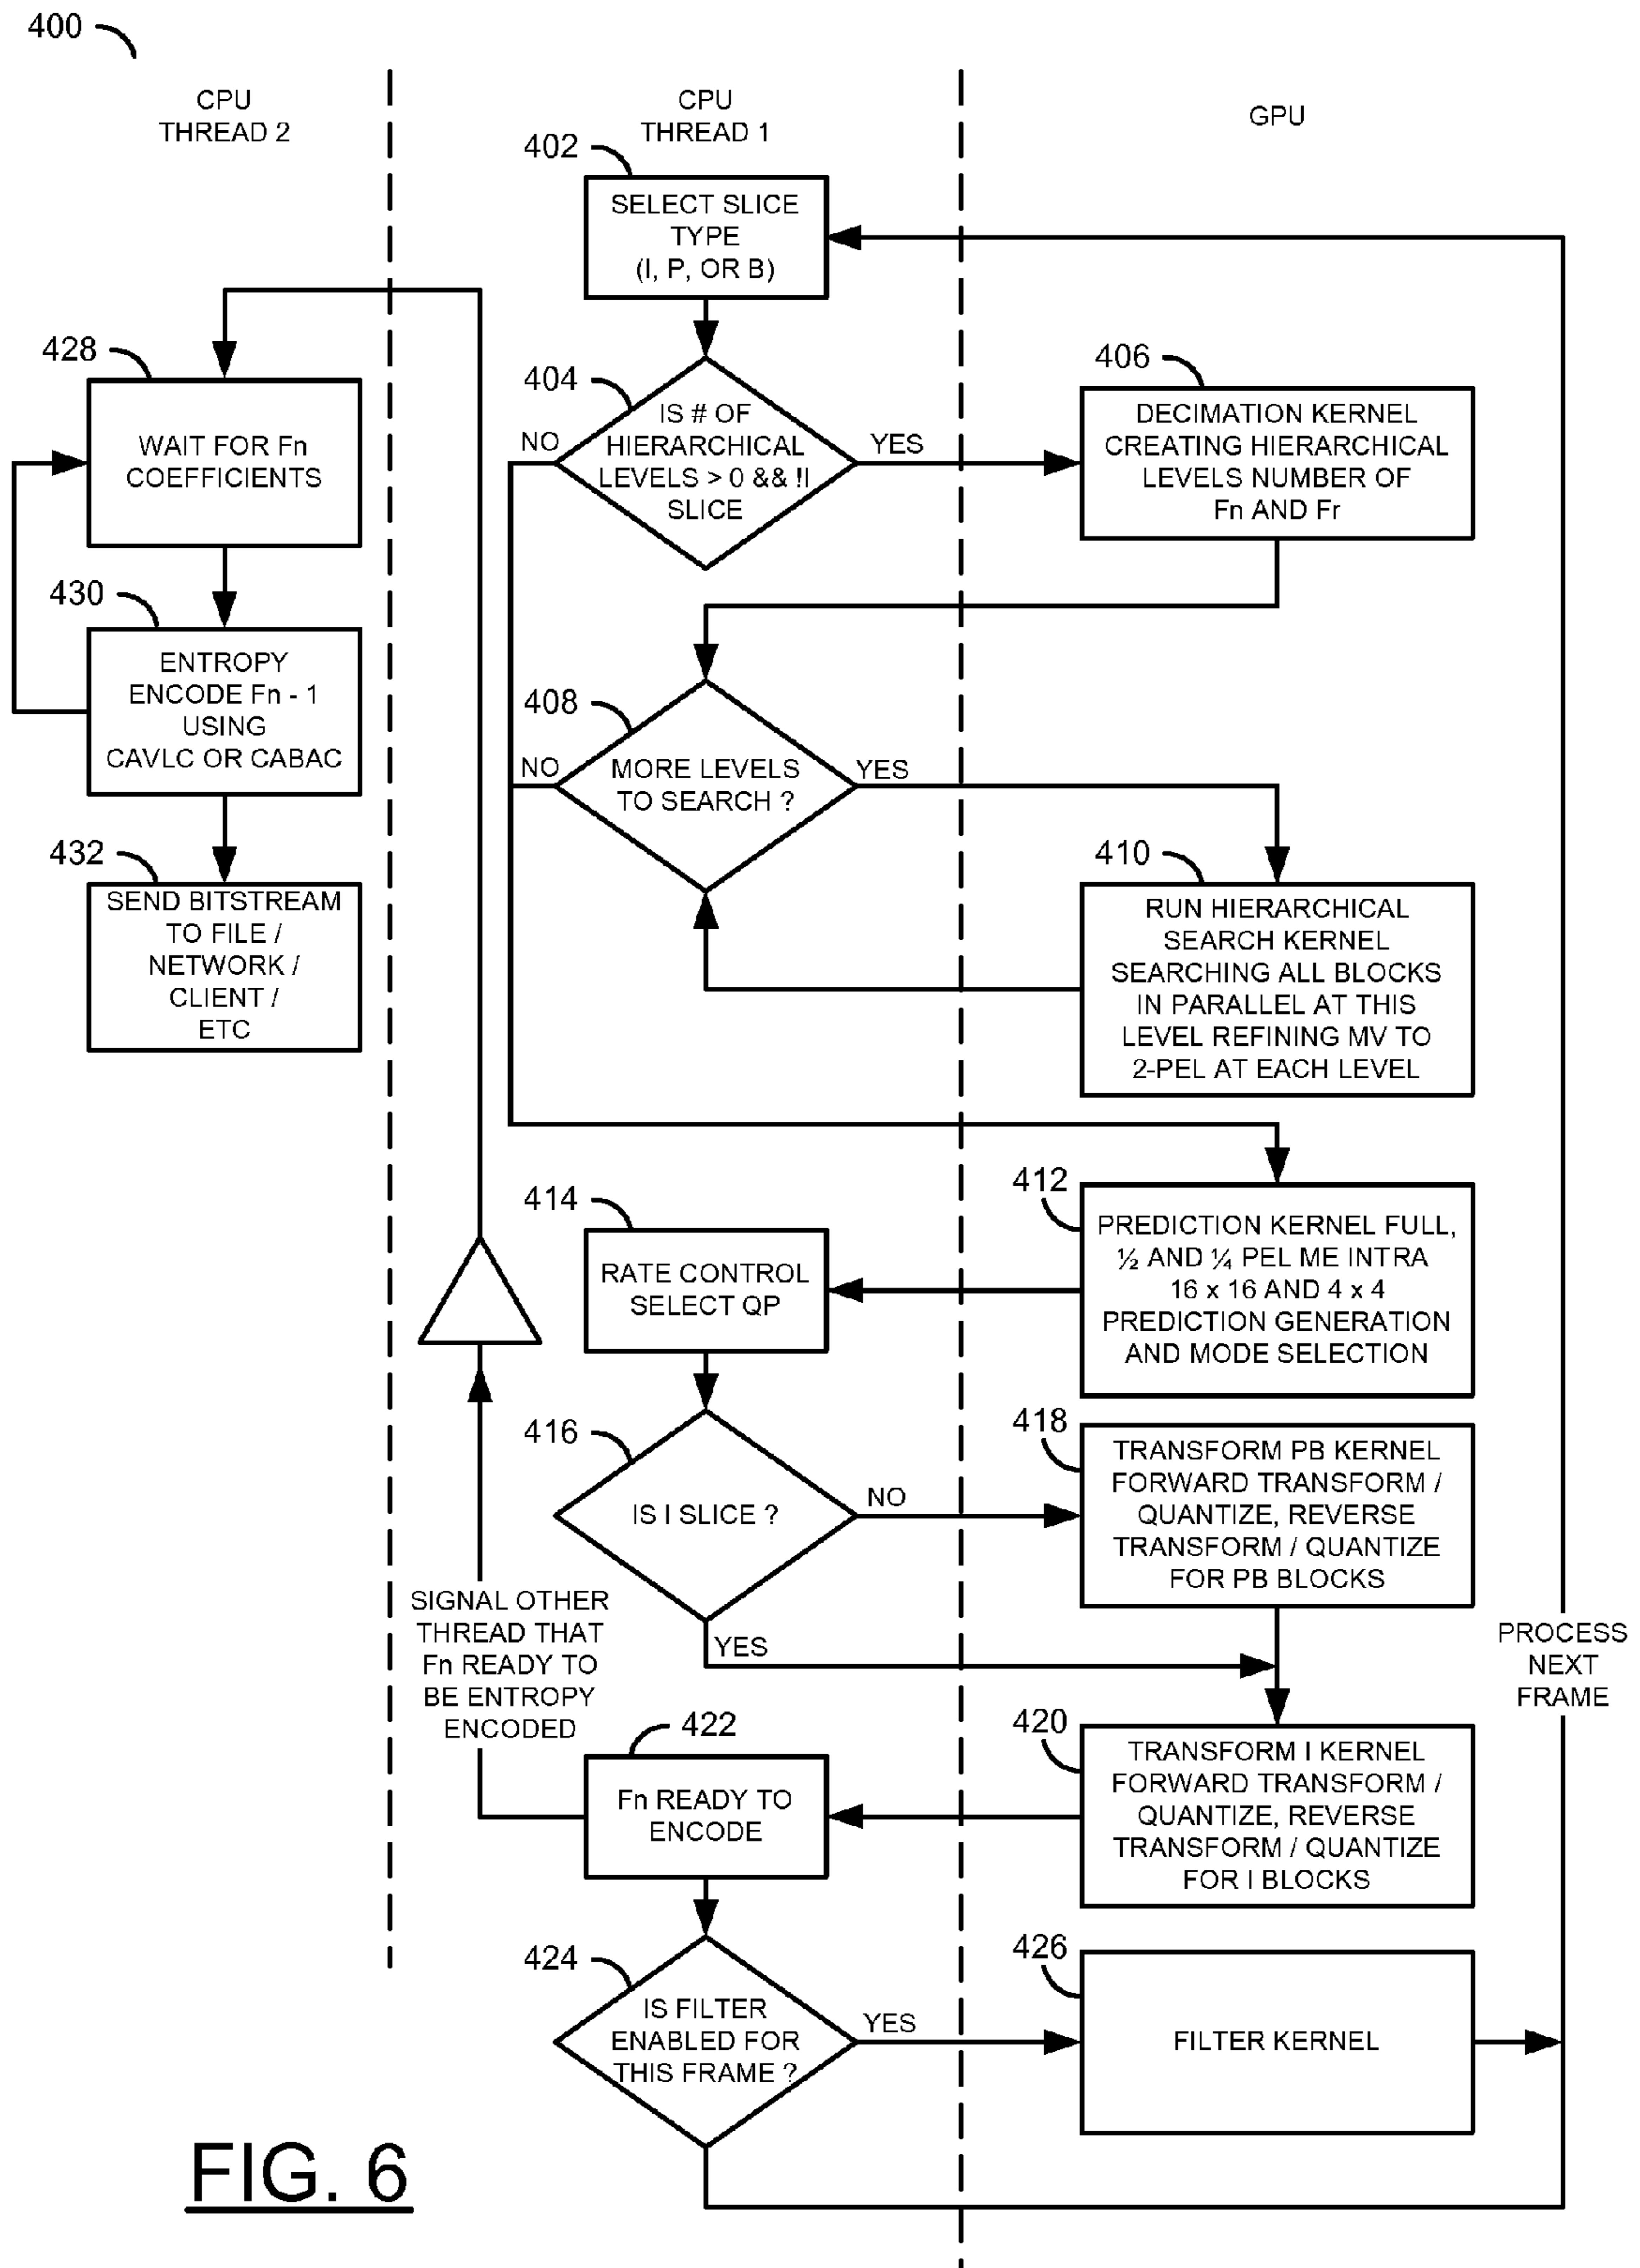 400
CPU
THREAD 2
CPU
THREAD 1
GPU
402
SELECT SLICE
TYPE
(I, P, OR B)
404
IS # OF
HIERARCHICAL
LEVELS > 0 && !I
SLICE
NO
YES
406
DECIMATION KERNEL
CREATING HIERARCHICAL
LEVELS NUMBER OF
Fn AND Fr
428
WAIT FOR Fn
COEFFICIENTS
430
ENTROPY
ENCODE Fn - 1
USING
CAVLC OR CABAC
432
SEND BITSTREAM
TO FILE /
NETWORK /
CLIENT /
ETC
408
MORE LEVELS
TO SEARCH ?
NO
YES
410
RUN HIERARCHICAL
SEARCH KERNEL
SEARCHING ALL BLOCKS
IN PARALLEL AT THIS
LEVEL REFINING MV TO
2-PEL AT EACH LEVEL
412
PREDICTION KERNEL FULL,
½ AND ¼ PEL ME INTRA
16 x 16 AND 4 x 4
PREDICTION GENERATION
AND MODE SELECTION
414
RATE CONTROL
SELECT QP
416
IS I SLICE ?
NO
YES
418
TRANSFORM PB KERNEL
FORWARD TRANSFORM /
QUANTIZE, REVERSE
TRANSFORM / QUANTIZE
FOR PB BLOCKS
SIGNAL OTHER
THREAD THAT
Fn READY TO
BE ENTROPY
ENCODED
PROCESS
NEXT
FRAME
420
TRANSFORM I KERNEL
FORWARD TRANSFORM /
QUANTIZE, REVERSE
TRANSFORM / QUANTIZE
FOR I BLOCKS
422
Fn READY TO
ENCODE
424
IS FILTER
ENABLED FOR
THIS FRAME ?
YES
426
FILTER KERNEL
FIG. 6